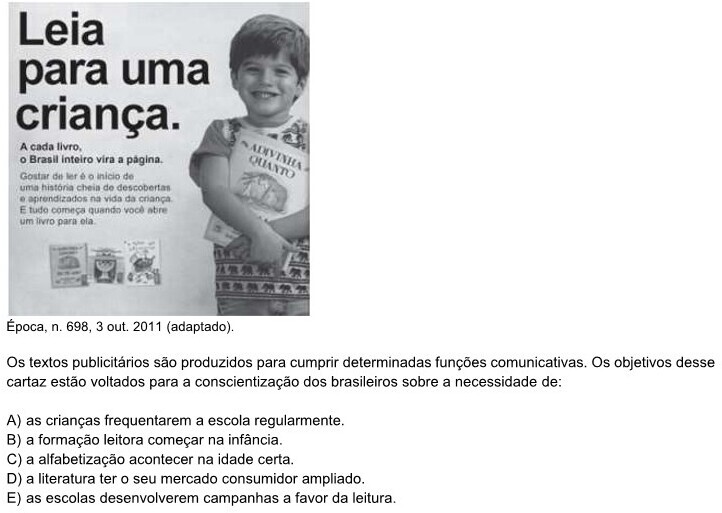 Leia
para uma
criança.
A cada livro,
o Brasil inteiro vira a página.
Gostar de ler é o início de
uma história cheia de descobertas
e aprendizados na vida da criança.
E tudo começa quando você abre
um livro para ela.
ADIVINHA
QUANTO
Época, n. 698, 3 out. 2011 (adaptado).
Os textos publicitários são produzidos para cumprir determinadas funções comunicativas. Os objetivos desse
cartaz estão voltados para a conscientização dos brasileiros sobre a necessidade de:
A) as crianças frequentarem a escola regularmente.
B) a formação leitora começar na infância.
C) a alfabetização acontecer na idade certa.
D) a literatura ter o seu mercado consumidor ampliado.
E) as escolas desenvolverem campanhas a favor da leitura.